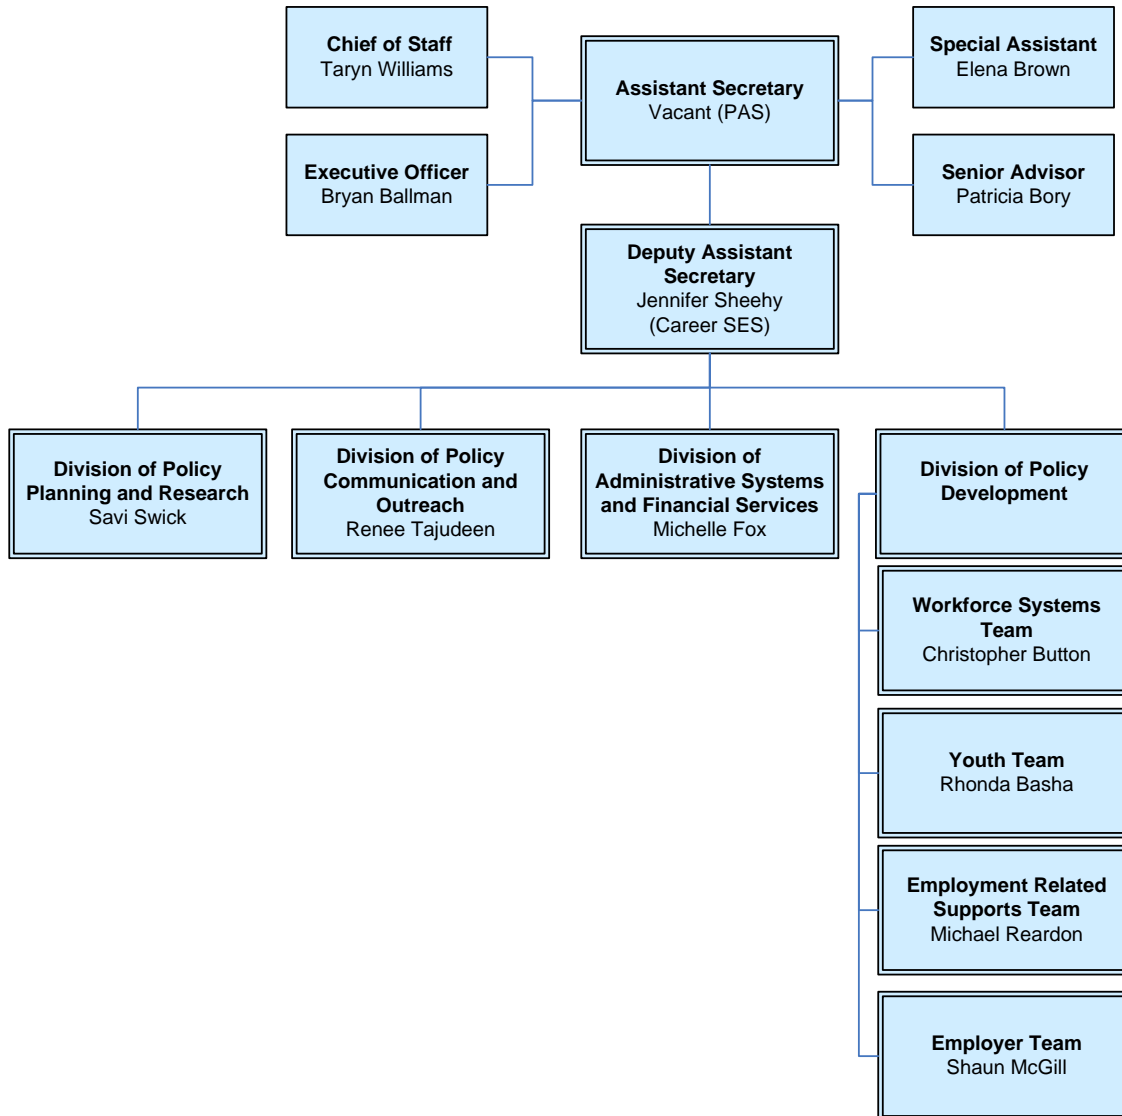 Chief of Staff
Taryn Williams
Assistant Secretary
Vacant (PAS)
Special Assistant
Elena Brown
Executive Officer
Bryan Ballman
Senior Advisor
Patricia Bory
Deputy Assistant
Secretary
Jennifer Sheehy
(Career SES)
Division of Policy
Planning and Research
Savi Swick
Division of Policy
Communication and
Outreach
Renee Tajudeen
Division of
Administrative Systems
and Financial Services
Michelle Fox
Division of Policy
Development
Workforce Systems
Team
Christopher Button
Youth Team
Rhonda Basha
Employment Related
Supports Team
Michael Reardon
Employer Team
Shaun McGill